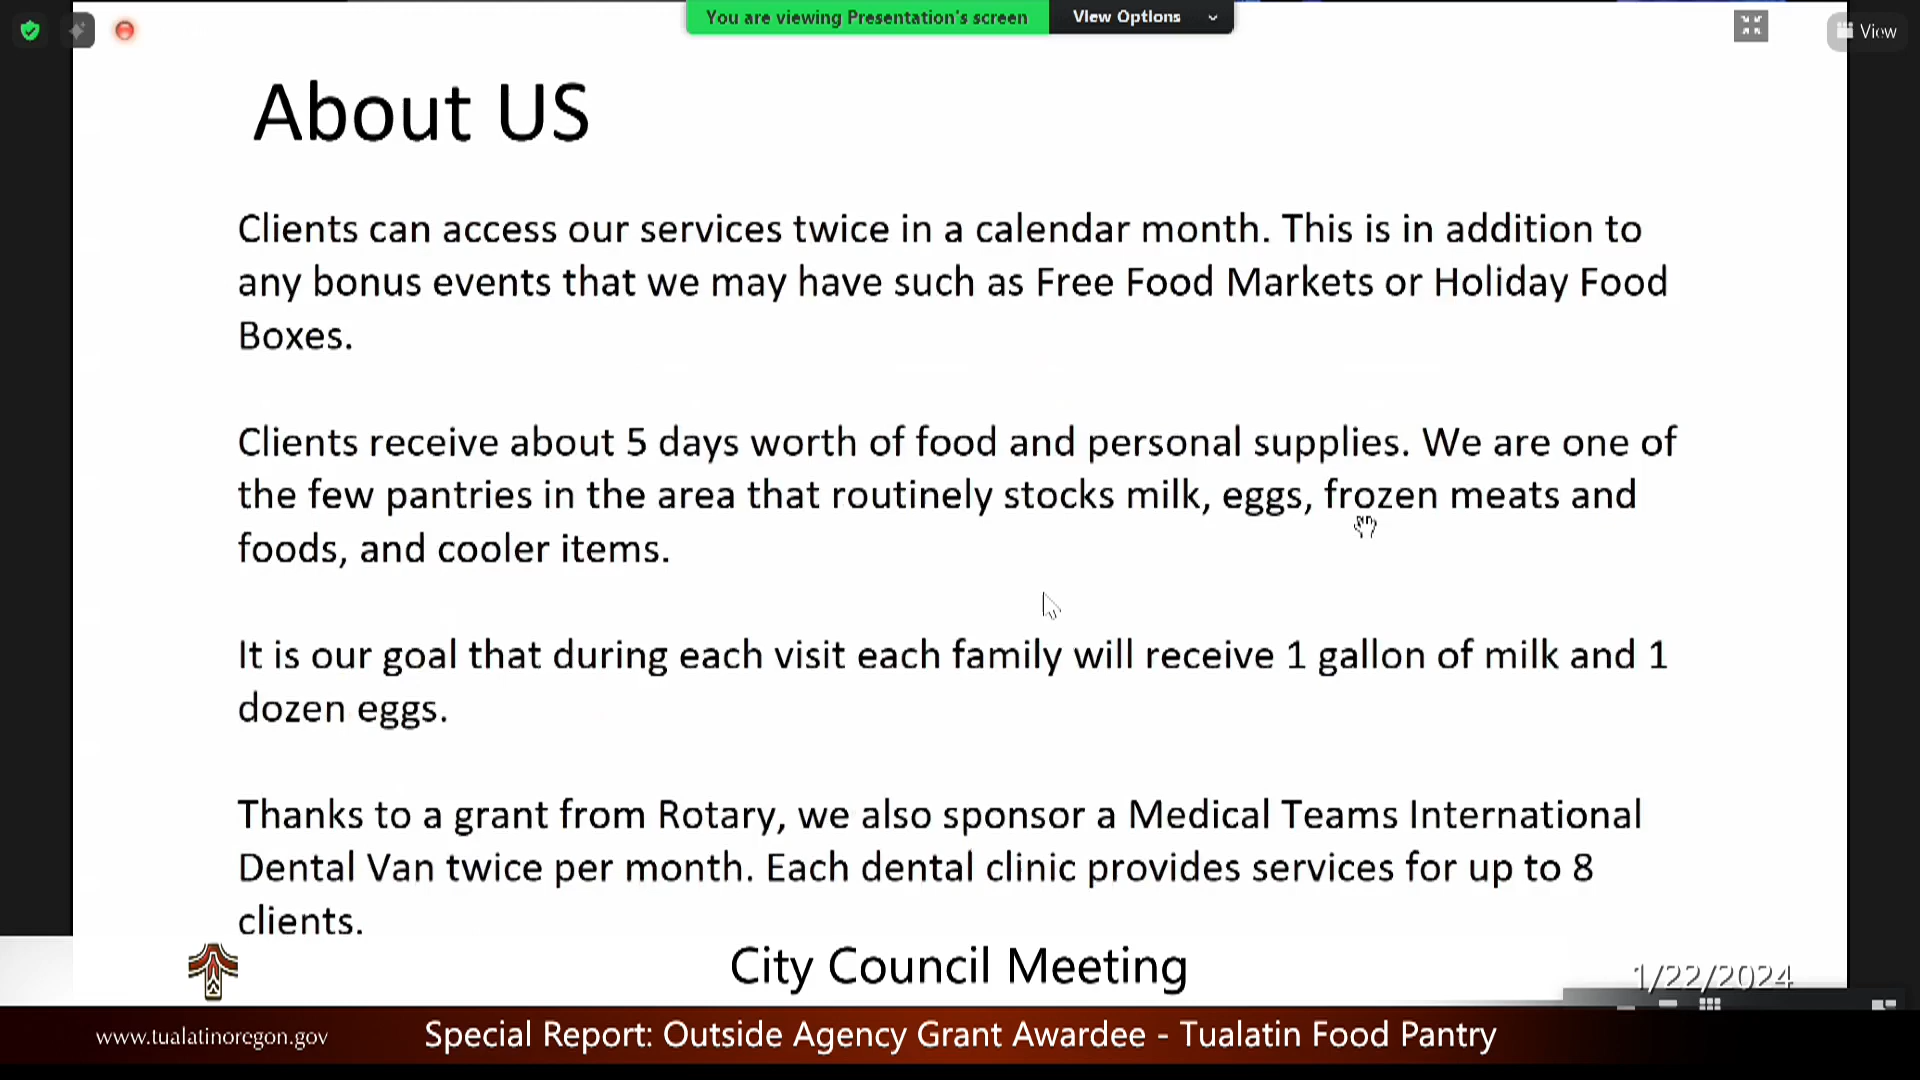 You are viewing Presentation's screen
View Options
View
About US
Clients can access our services twice in a calendar month. This is in addition to
any bonus events that we may have such as Free Food Markets or Holiday Food
Boxes.
Clients receive about 5 days worth of food and personal supplies. We are one of
the few pantries in the area that routinely stocks milk, eggs, frozen meats and
foods, and cooler items.
It is our goal that during each visit each family will receive 1 gallon of milk and 1
dozen eggs.
Thanks to a grant from Rotary, we also sponsor a Medical Teams International
Dental Van twice per month. Each dental clinic provides services for up to 8
clients.
City Council Meeting
1/22/2024
www.tualatinoregon.gov
Special Report: Outside Agency Grant Awardee - Tualatin Food Pantry